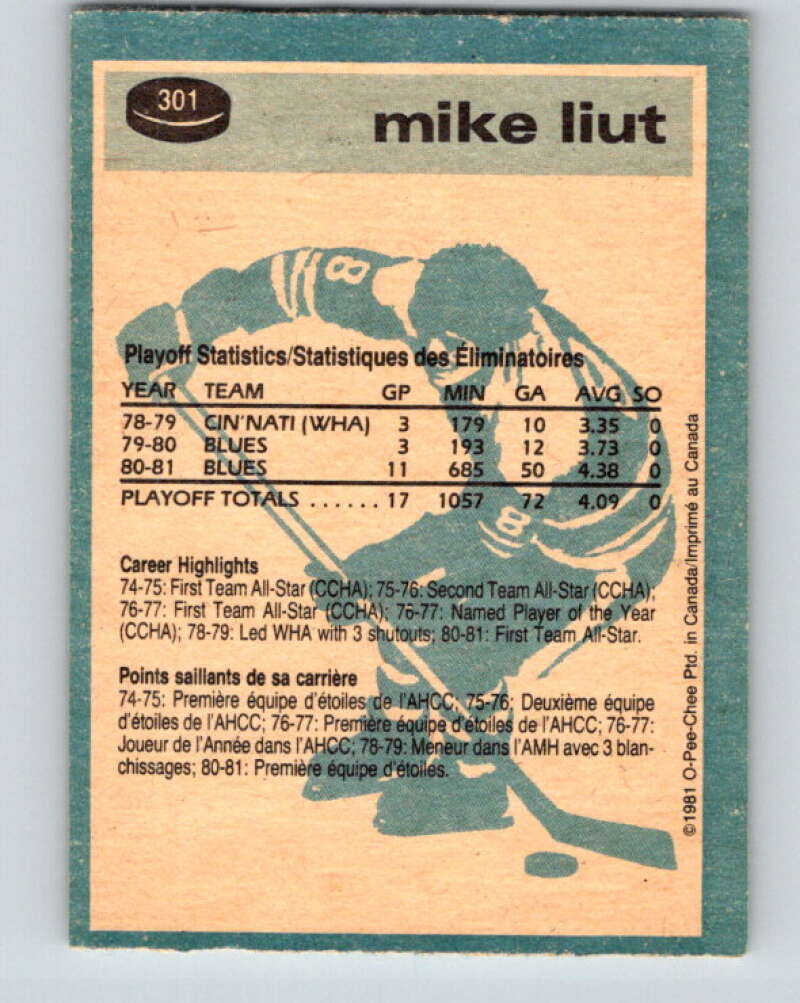 301
mike liut
8
Playoff Statistics/Statistiques des Éliminatoires
YEAR TEAM GP MIN GA AVG SO
78-79 CIN'NATI (WHA) 3 179 10 3.35 0
79-80 BLUES 3 193 12 3.73 0
80-81 BLUES 11 685 50 4.38 0
PLAYOFF TOTALS ...... 17 1057 72 4.09 0
8
Career Highlights
74-75: First Team All-Star (CCHA); 75-76: Second Team All-Star (CCHA);
76-77: First Team All-Star (CCHA); 76-77: Named Player of the Year
(CCHA); 78-79: Led WHA with 3 shutouts; 80-81: First Team All-Star.
Points saillants de sa carrière
74-75: Première équipe d'étoiles de l'AHCC; 75-76: Deuxième équipe
d'étoiles de l'AHCC; 76-77: Première équipe d'étoiles de l'AHCC; 76-77:
Joueur de l'Année dans l'AHCC; 78-79: Meneur dans l'AMH avec 3 blan-
chissages; 80-81: Première équipe d'étoiles.
©1981 O-Pee-Chee Ptd. in Canada/Imprimé au Canada